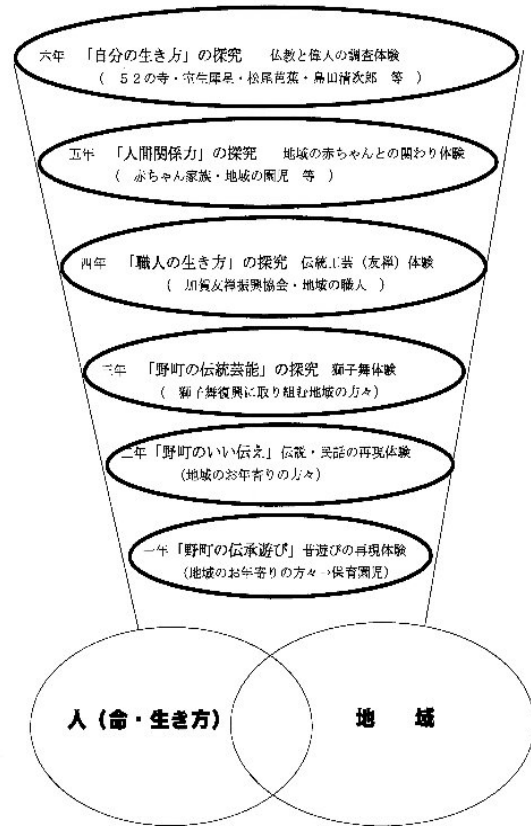 六年　「自分の生き方」の探究　仏教と偉人の調査体験
（　５２の寺・室生犀星・松尾芭蕉・島田清次郎　等　）
五年　「人間関係力」の探究　地域の赤ちゃんとの関わり体験
（　赤ちゃん家族・地域の園児　等　）
四年　「職人の生き方」の探究　伝統工芸（友禅）体験
（　加賀友禅振興協会・地域の職人　）
三年　「野町の伝統芸能」の探究　獅子舞体験
（　獅子舞復興に取り組む地域の方々）
二年「野町のいい伝え」伝説・民話の再現体験
（地域のお年寄りの方々）
一年「野町の伝承遊び」昔遊びの再現体験
（地域のお年寄りの方々→保育園児）
人（命・生き方）　地　域